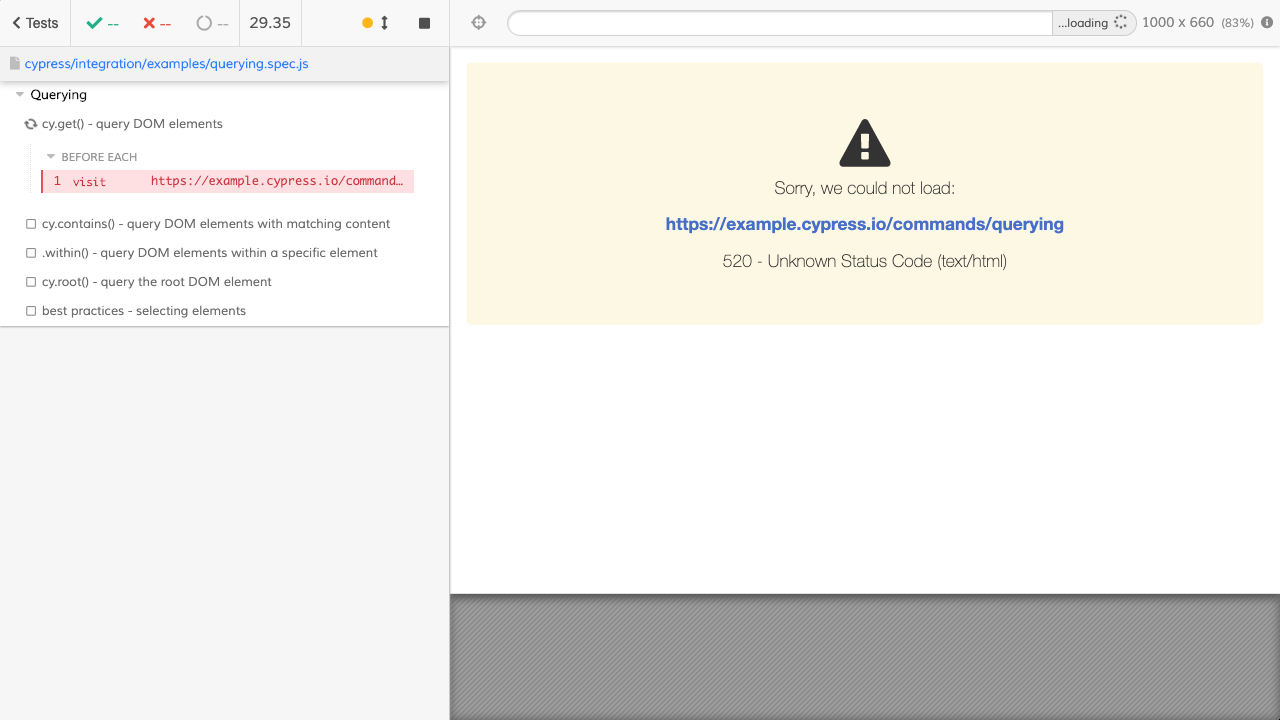 Tests
--
--
--
29.35
...loading
1000 x 660 (83%)
cypress/integration/examples/querying.spec.js
Querying
cy.get() - query DOM elements
BEFORE EACH
1 visit https://example.cypress.io/command…
cy.contains() - query DOM elements with matching content
.within() - query DOM elements within a specific element
cy.root() - query the root DOM element
best practices - selecting elements
Sorry, we could not load:
https://example.cypress.io/commands/querying
520 - Unknown Status Code (text/html)